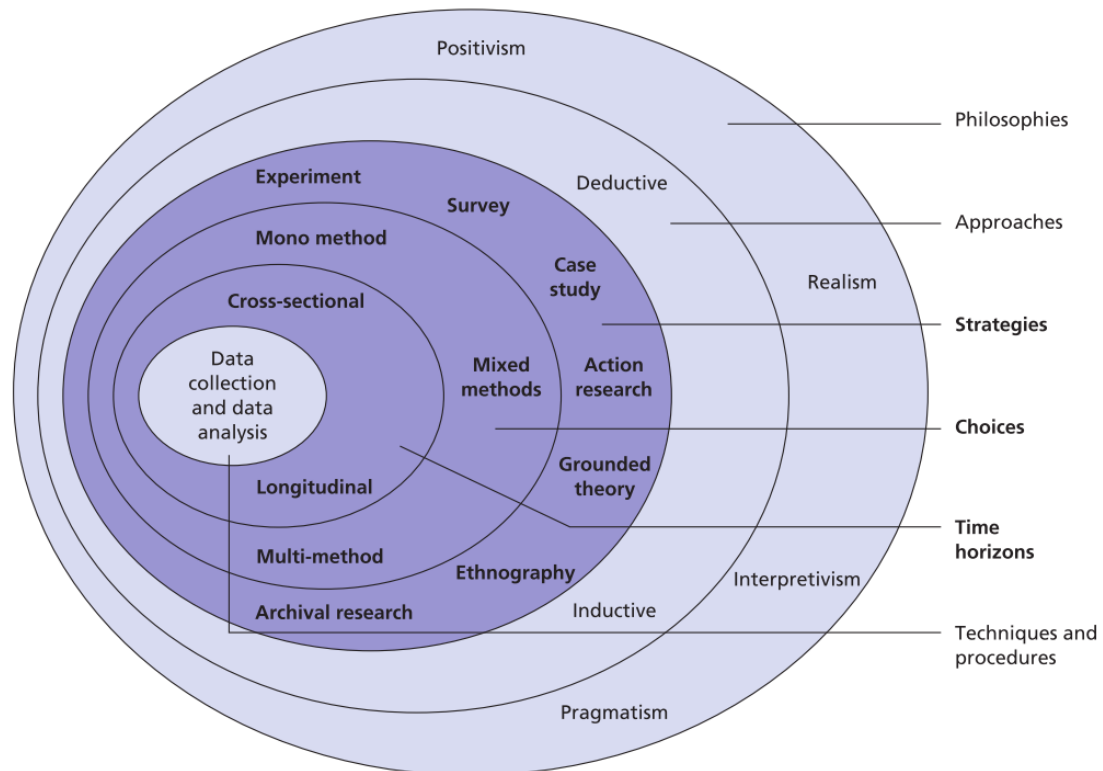 Positivism
Philosophies
Deductive
Experiment
Survey
Approaches
Mono method
Case
study
Realism
Cross-sectional
Strategies
Data
collection
and data
analysis
Mixed
methods
Action
research
Choices
Grounded
theory
Longitudinal
Time
horizons
Multi-method
Ethnography
Interpretivism
Archival research
Inductive
Techniques and
procedures
Pragmatism